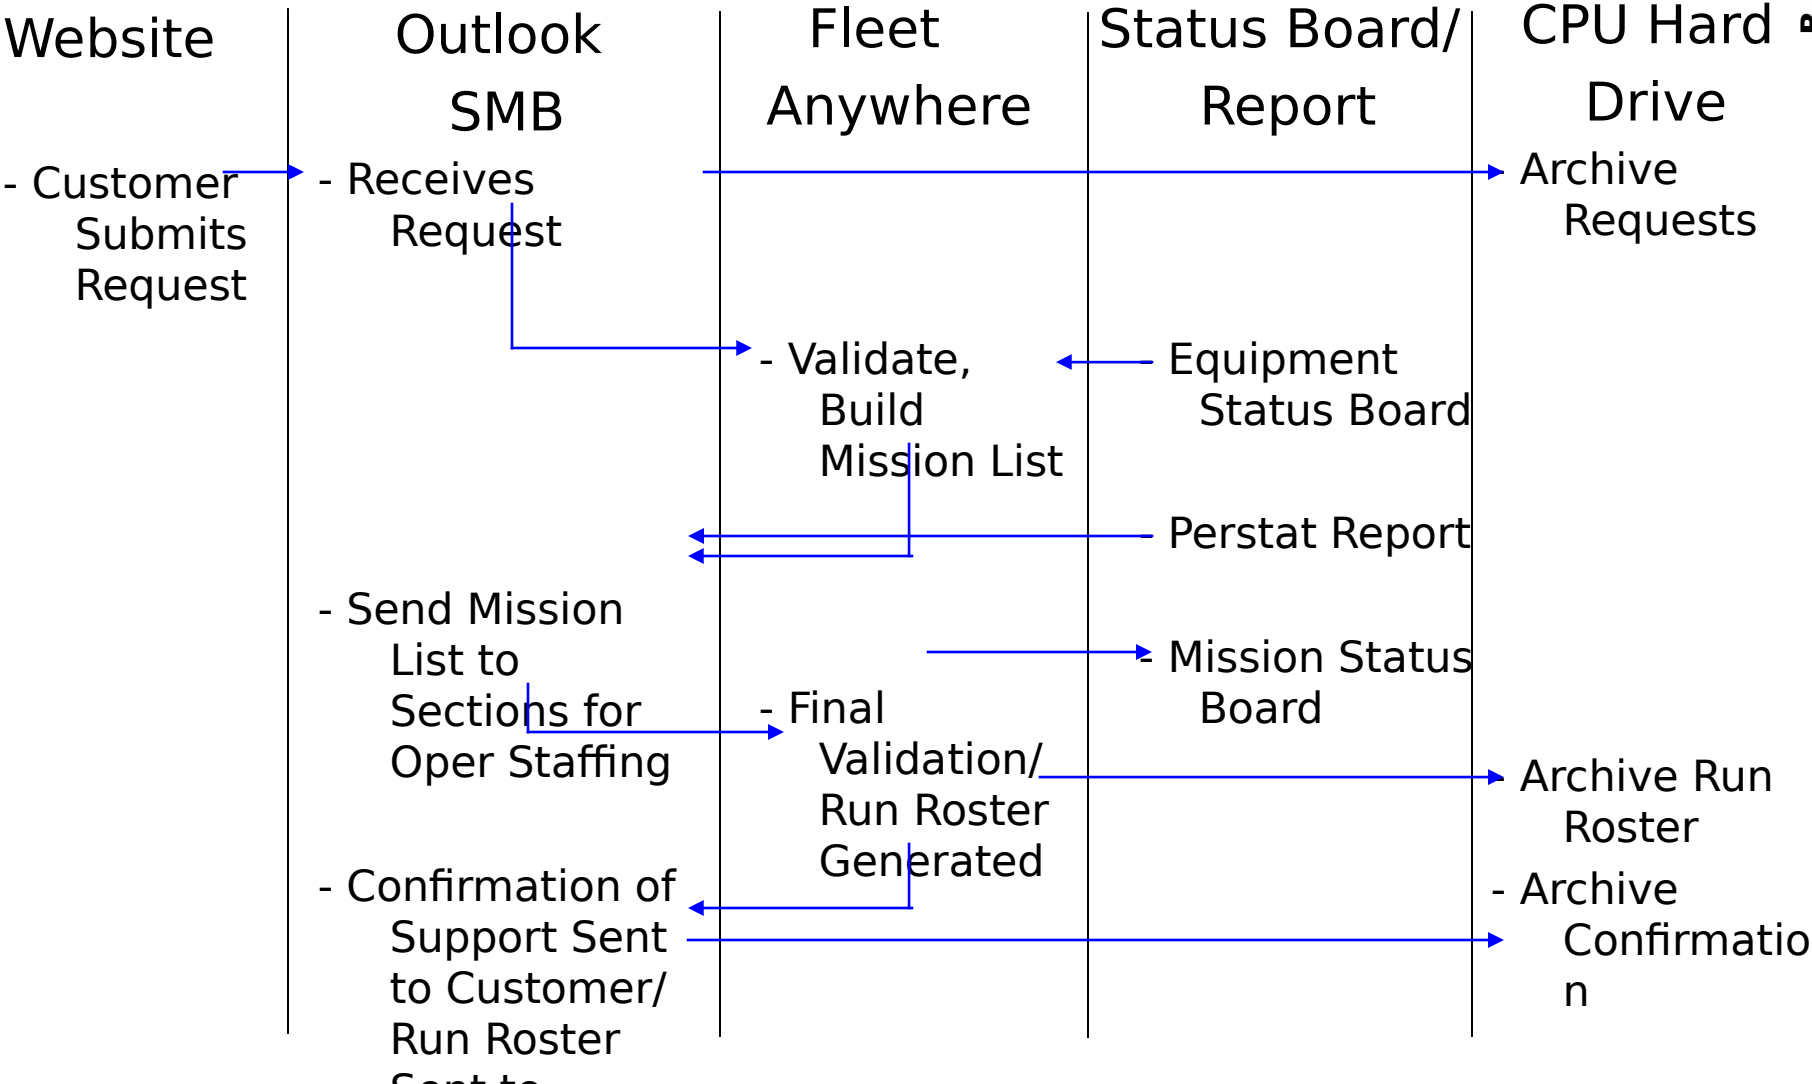 Website
Outlook
SMB
Fleet
Anywhere
Status Board/
Report
CPU Hard
Drive
- Customer
Submits
Request
- Receives
Request
- Send Mission
List to
Sections for
Oper Staffing
- Confirmation of
Support Sent
to Customer/
Run Roster
Sent to
- Validate,
Build
Mission List
- Final
Validation/
Run Roster
Generated
- Equipment
Status Board
- Perstat Report
- Mission Status
Board
- Archive
Requests
- Archive Run
Roster
- Archive
Confirmatio
n